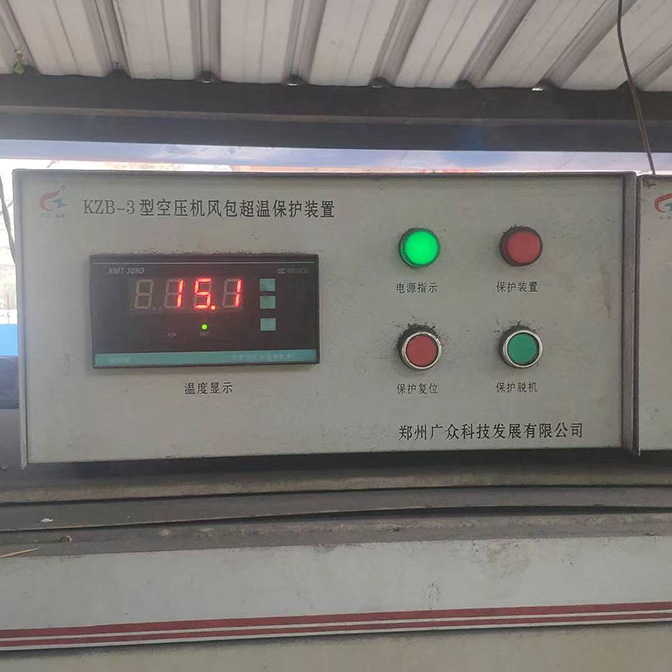 KZB-3型空压机风包超温保护装置
XMT-308D
15.1
电源指示
保护装置
温度显示
保护复位
保护脱机
郑州广众科技发展有限公司